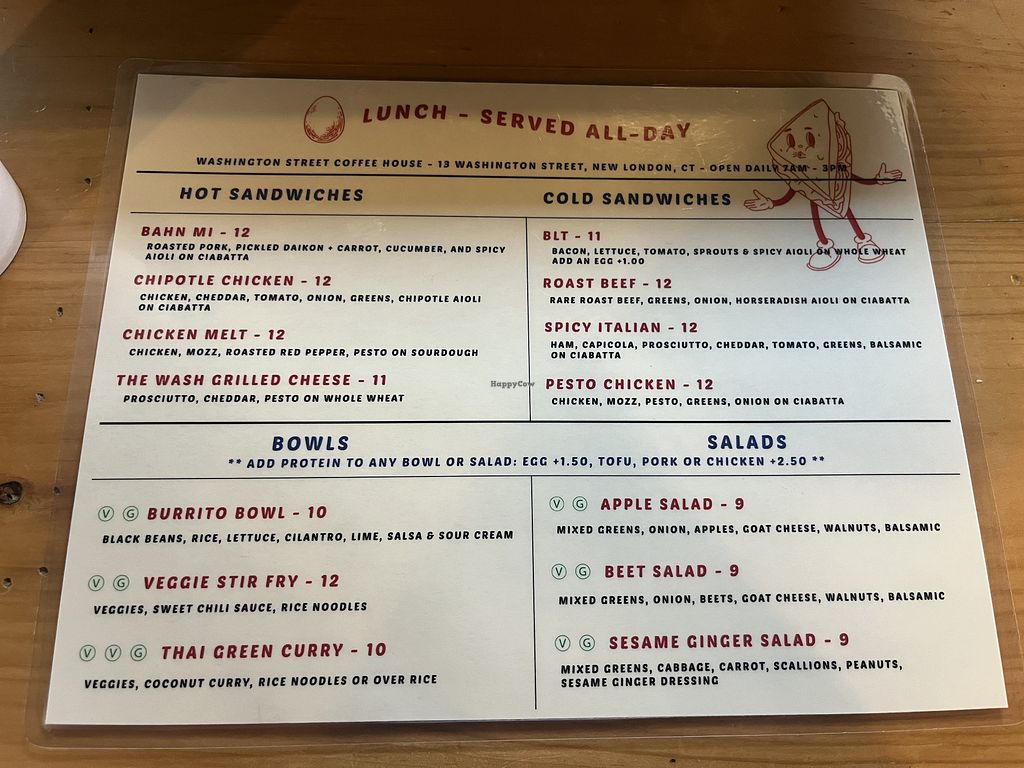 LUNCH - SERVED ALL-DAY
WASHINGTON STREET COFFEE HOUSE - 13 WASHINGTON STREET, NEW LONDON, CT - OPEN DAILY 7AM - 3PM
HOT SANDWICHES
BAHN MI - 12
ROASTED PORK, PICKLED DAIKON + CARROT, CUCUMBER, AND SPICY
AIOLI ON CIABATTA
CHIPOTLE CHICKEN - 12
CHICKEN, CHEDDAR, TOMATO, ONION, GREENS, CHIPOTLE AIOLI
ON CIABATTA
CHICKEN MELT - 12
CHICKEN, MOZZ, ROASTED RED PEPPER, PESTO ON SOURDOUGH
THE WASH GRILLED CHEESE - 11
PROSCIUTTO, CHEDDAR, PESTO ON WHOLE WHEAT
COLD SANDWICHES
BLT - 11
BACON, LETTUCE, TOMATO, SPROUTS & SPICY AIOLI ON WHOLE WHEAT
ADD AN EGG +1.00
ROAST BEEF - 12
RARE ROAST BEEF, GREENS, ONION, HORSERADISH AIOLI ON CIABATTA
SPICY ITALIAN - 12
HAM, CAPICOLA, PROSCIUTTO, CHEDDAR, TOMATO, GREENS, BALSAMIC
ON CIABATTA
PESTO CHICKEN - 12
CHICKEN, MOZZ, PESTO, GREENS, ONION ON CIABATTA
HappyCow
BOWLS
SALADS
** ADD PROTEIN TO ANY BOWL OR SALAD: EGG +1.50, TOFU, PORK OR CHICKEN +2.50 **
V G BURRITO BOWL - 10
BLACK BEANS, RICE, LETTUCE, CILANTRO, LIME, SALSA & SOUR CREAM
V G VEGGIE STIR FRY - 12
VEGGIES, SWEET CHILI SAUCE, RICE NOODLES
V V G THAI GREEN CURRY - 10
VEGGIES, COCONUT CURRY, RICE NOODLES OR OVER RICE
V G APPLE SALAD - 9
MIXED GREENS, ONION, APPLES, GOAT CHEESE, WALNUTS, BALSAMIC
V G BEET SALAD - 9
MIXED GREENS, ONION, BEETS, GOAT CHEESE, WALNUTS, BALSAMIC
V G SESAME GINGER SALAD - 9
MIXED GREENS, CABBAGE, CARROT, SCALLIONS, PEANUTS,
SESAME GINGER DRESSING